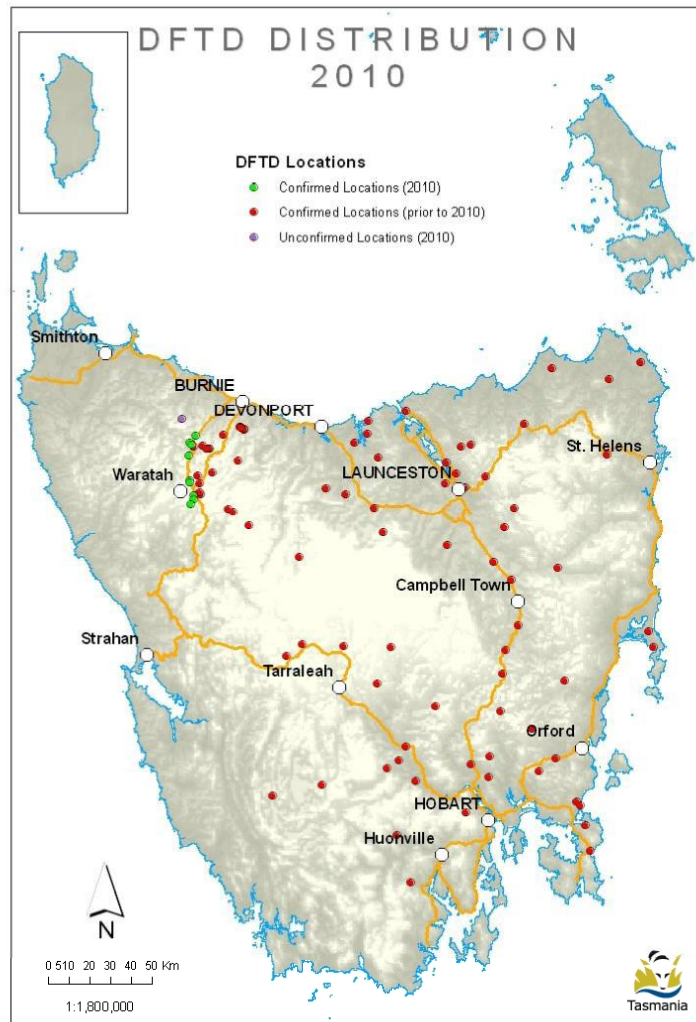 DFTD DISTRIBUTION
2010
DFTD Locations
Confirmed Locations (2010)
Confirmed Locations (prior to 2010)
Unconfirmed Locations (2010)
Smithton
BURNIE
DEVONPORT
St. Helens
LAUNCESTON
Waratah
Campbell Town
Strahan
Tarraleah
Orford
HOBART
Huonville
N
0 510 20 30 40 50 Km
1:1,800,000
Tasmania